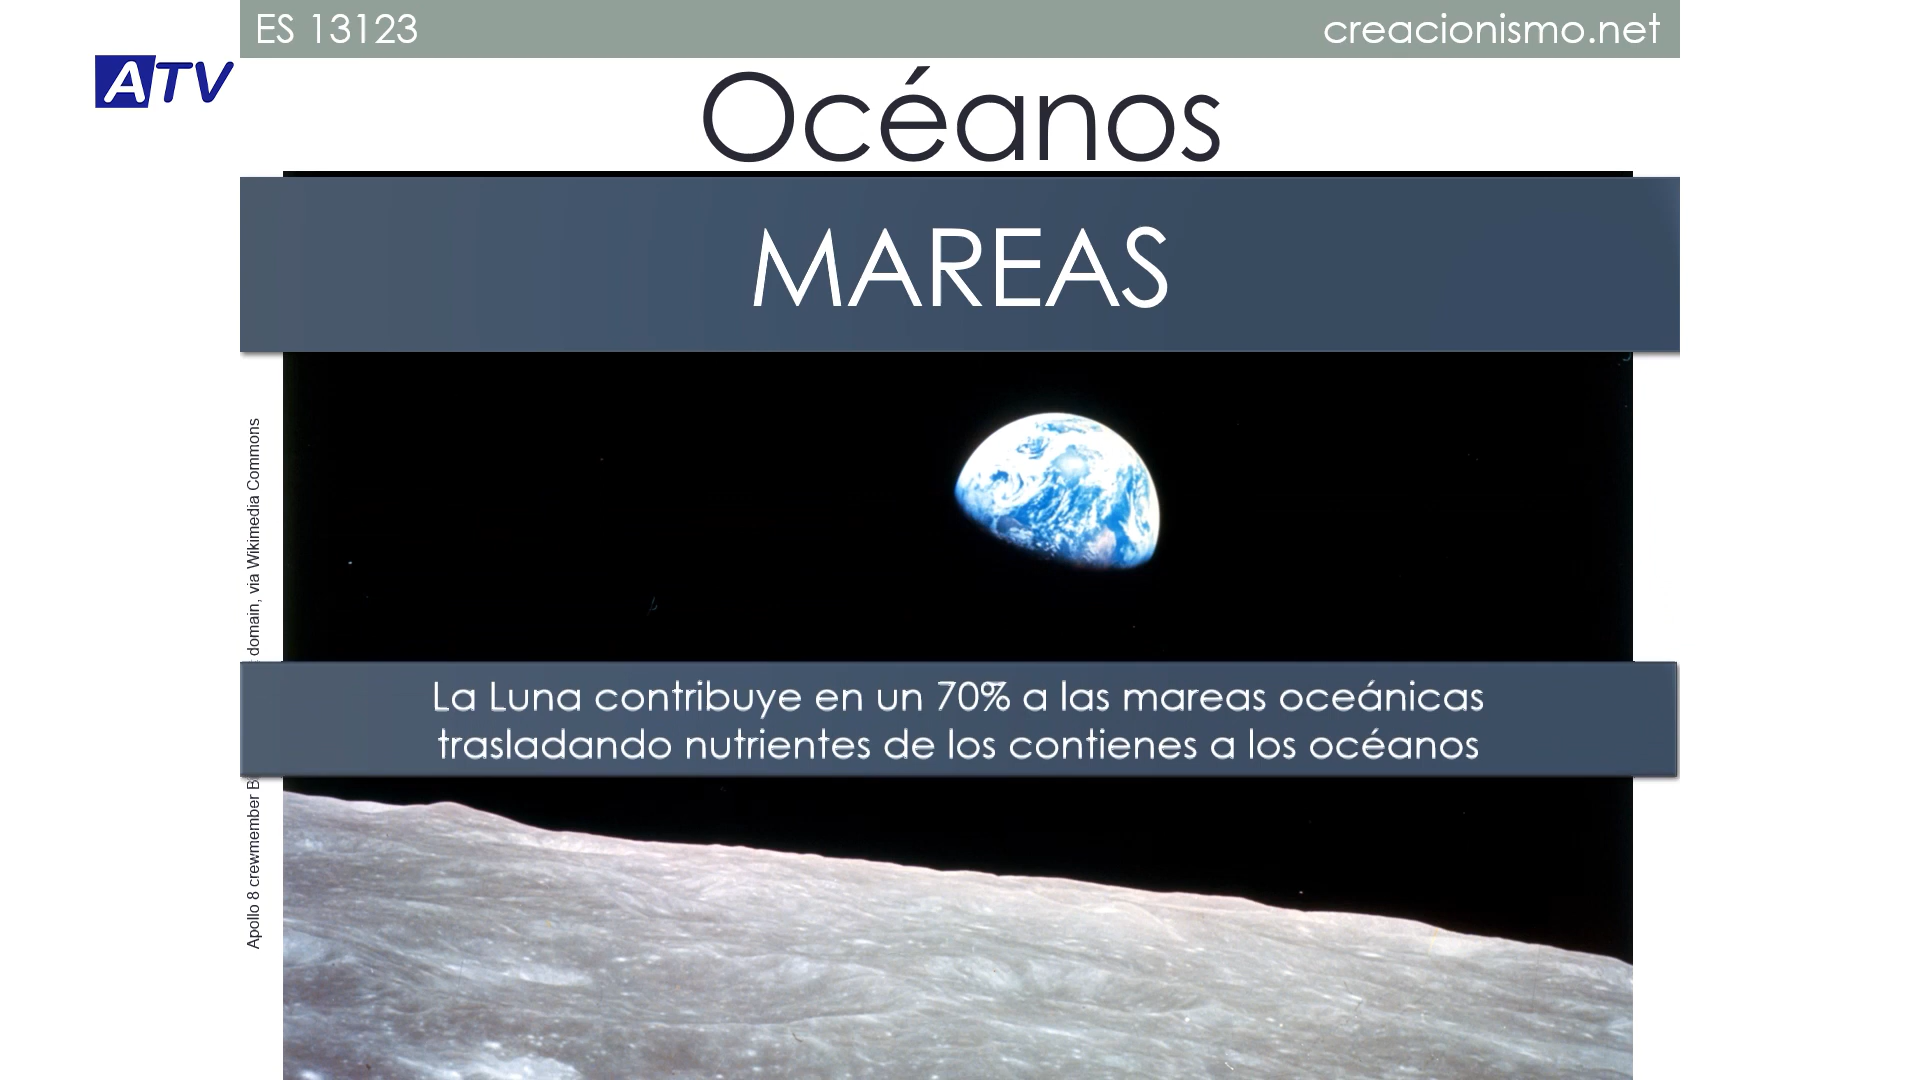 ES 13123
creacionismo.net
ATV
Océanos
MAREAS
La Luna contribuye en un 70% a las mareas oceánicas
trasladando nutrientes de los contienes a los océanos
Apollo 8 crewmember domain, via Wikimedia Commons